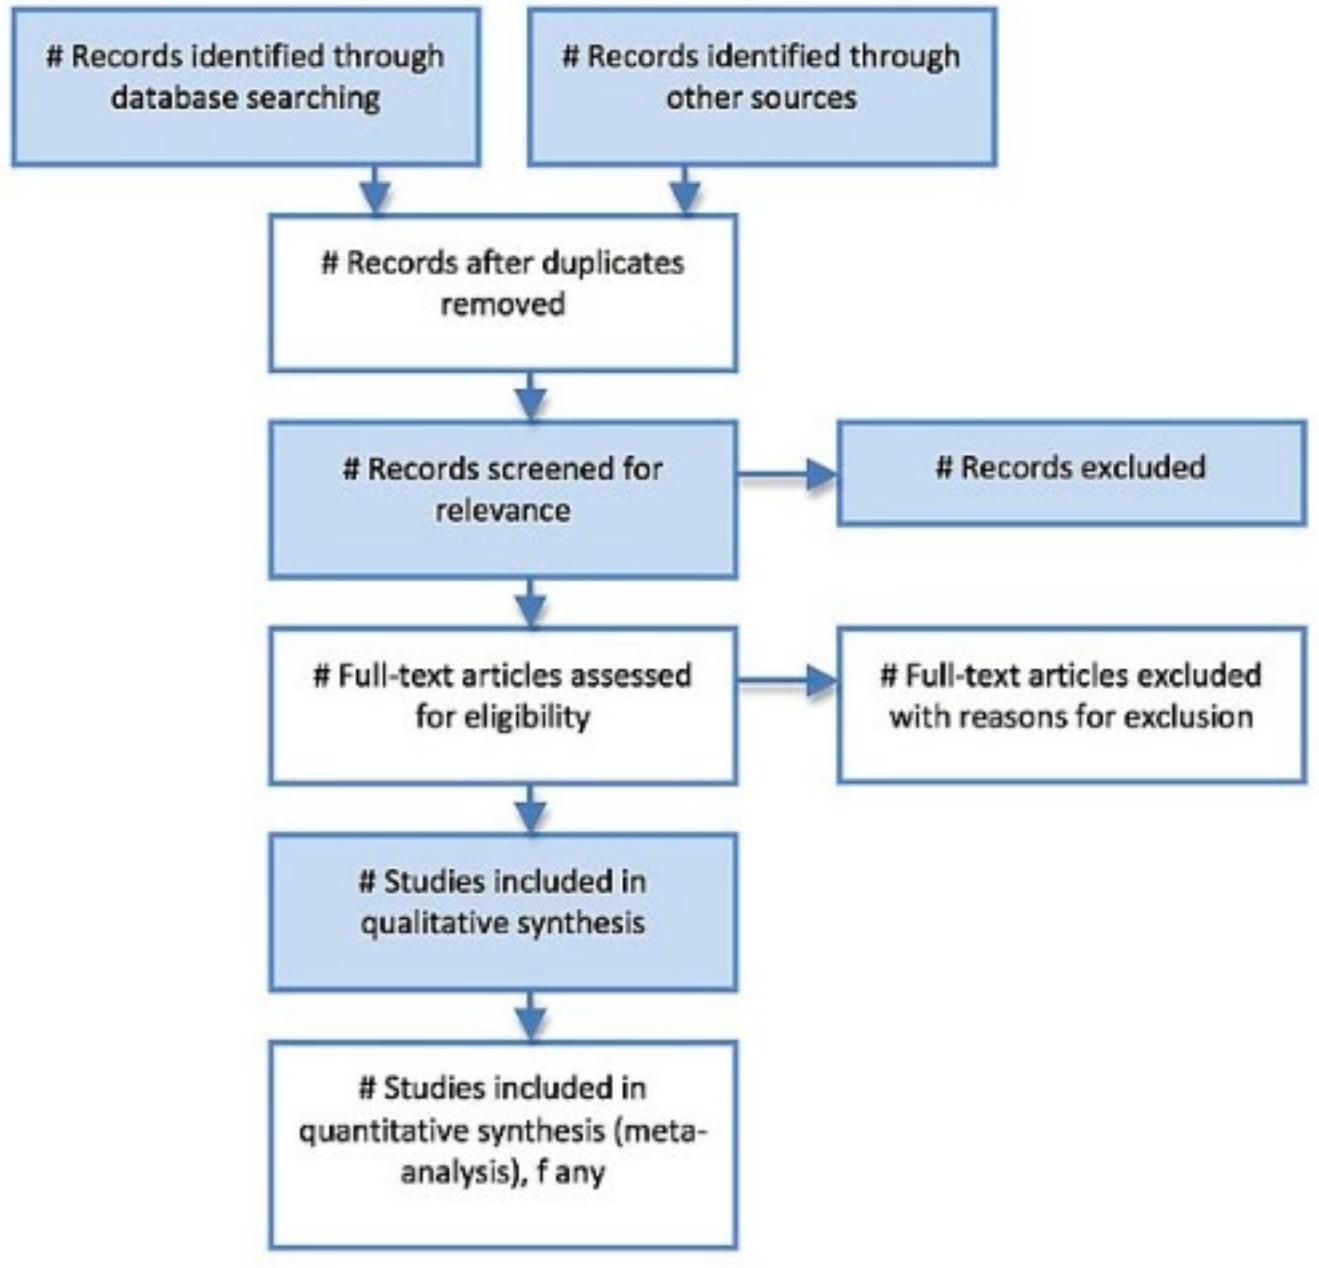 # Records identified through
database searching
# Records identified through
other sources
# Records after duplicates
removed
# Records screened for
relevance
# Records excluded
# Full-text articles assessed
for eligibility
# Full-text articles excluded
with reasons for exclusion
# Studies included in
qualitative synthesis
# Studies included in
quantitative synthesis (meta-
analysis), f any